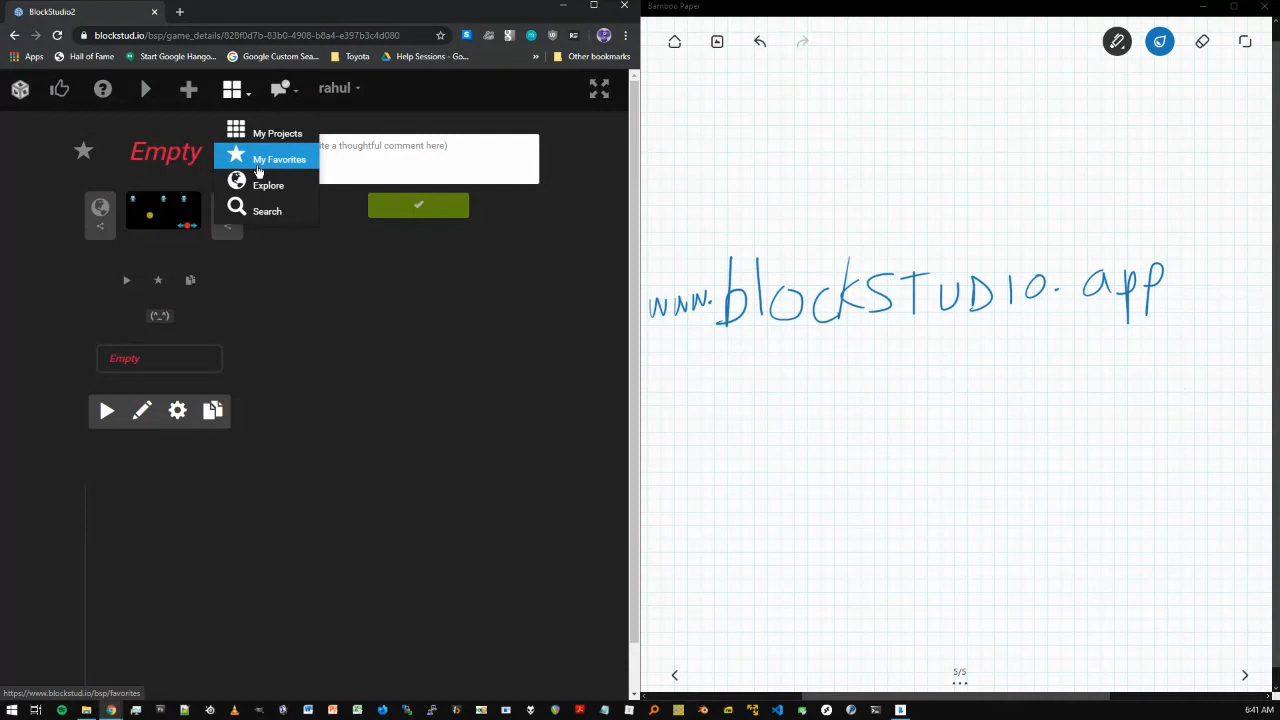 BlockStudio2
Bamboo Paper
blockstud.io/bsp/game_details/828f0d7b-83b0-4908-b8a4-e397b3c4d080
Apps Hall of Fame Start Google Hango... Google Collection Sea... Toyota Help Sessions - Go... » Other bookmarks
rahul
My Projects
My Favorites
Explore
Search
Empty
te a thoughtful comment here)
(^_^)
Empty
www.blockSTUDIO.app
5/5
https://www.blockstud.io/bsp/favorites
6:41 AM